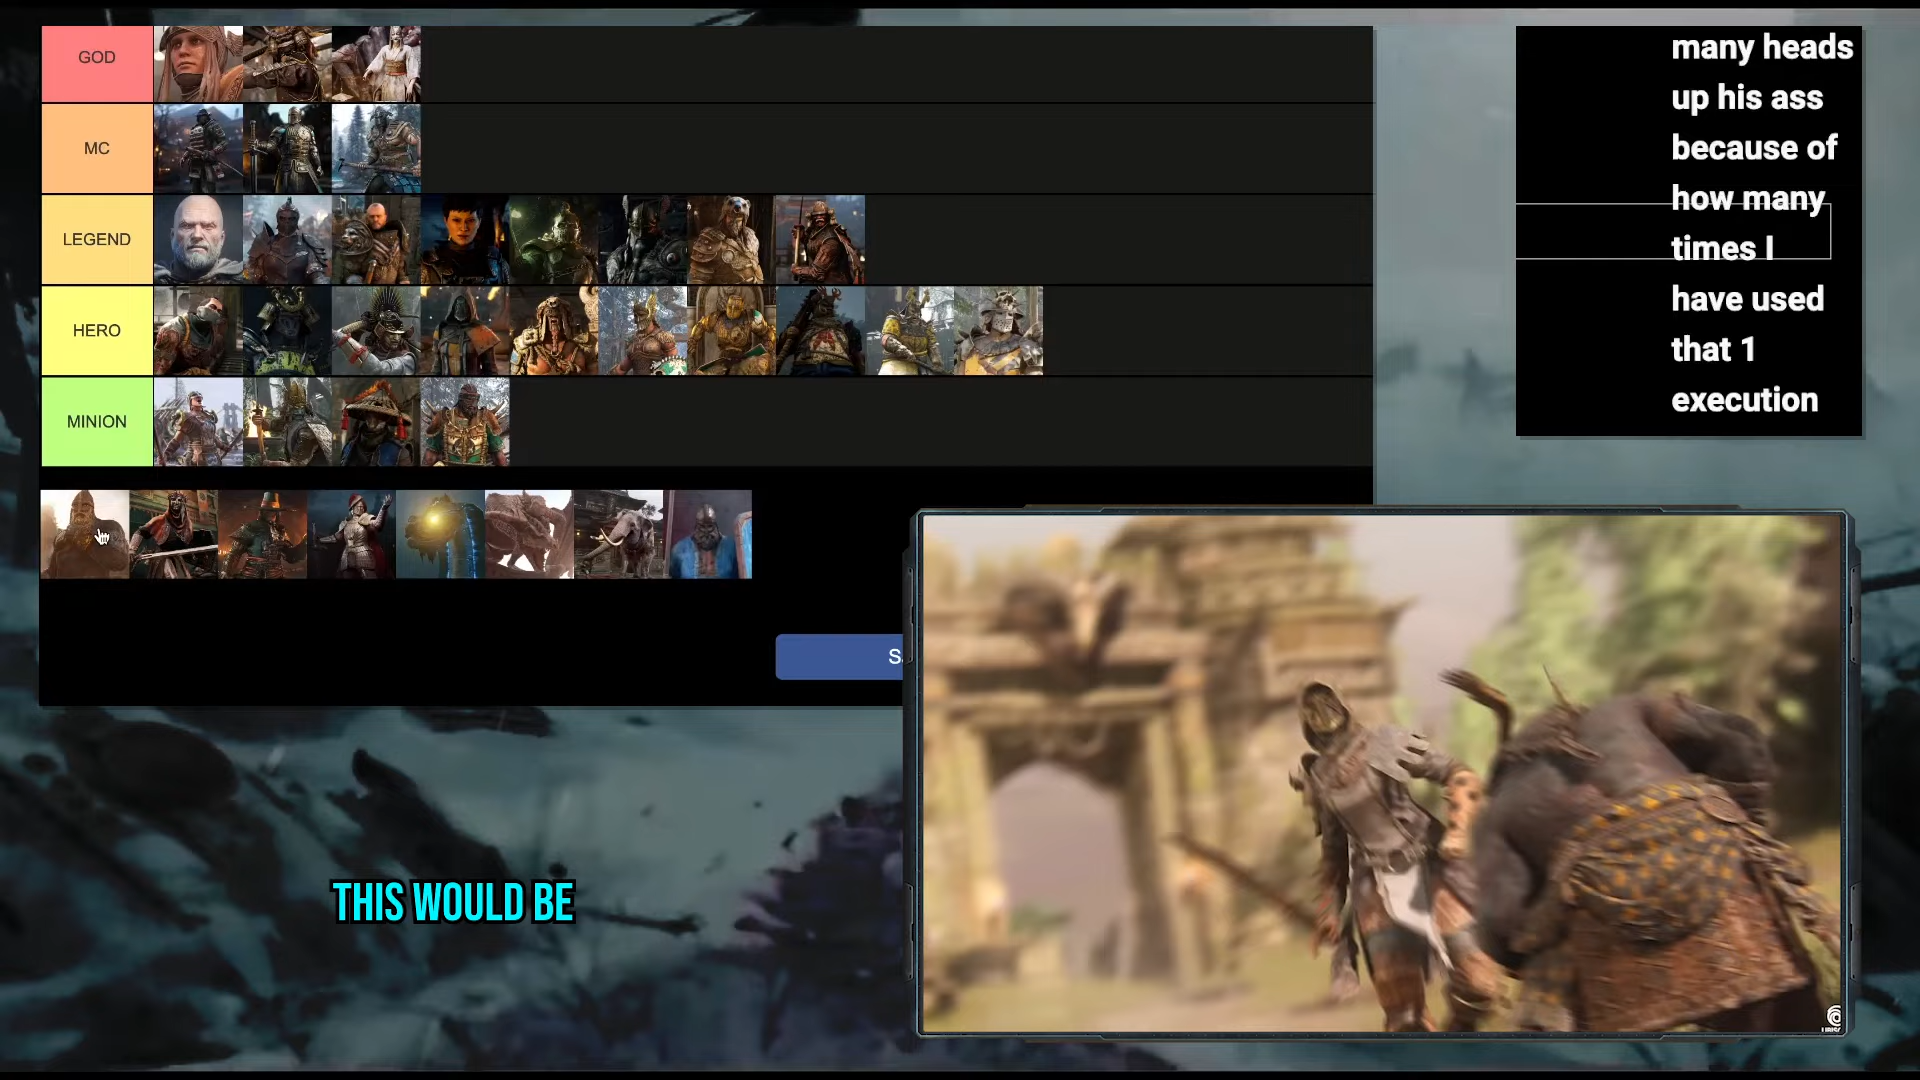 GOD
MC
LEGEND
HERO
MINION
many heads
up his ass
because of
how many
times I
have used
that 1
execution
S
THIS WOULD BE